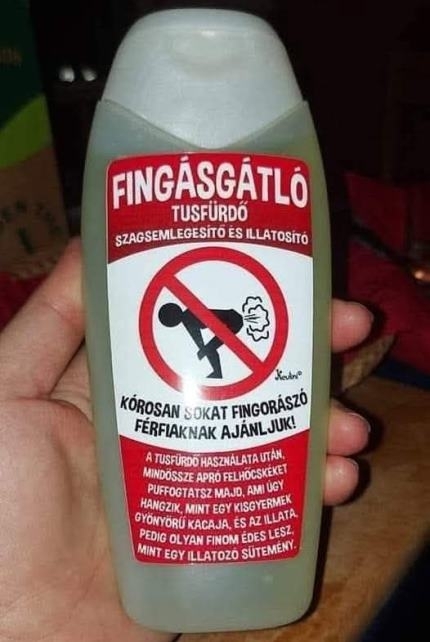 FINGÁSGÁTLÓ
TUSFÜRDŐ
SZAGSEMLEGESÍTŐ ÉS ILLATOSÍTÓ
KÓROSAN SOKAT FINGORÁSZÓ
FÉRFIAKNAK AJÁNLJUK!
A TUSFÜRDŐ HASZNÁLATA UTÁN,
MINDÖSSZE APRÓ FELHŐCSKÉKET
PUFFOGTATSZ MAJD, AMI ÚGY
HANGZIK, MINT EGY KISGYERMEK
GYÖNYÖRŰ KACAJA, ÉS AZ ILLATA,
PEDIG OLYAN FINOM ÉDES LESZ,
MINT EGY ILLATOZÓ SÜTEMÉNY.